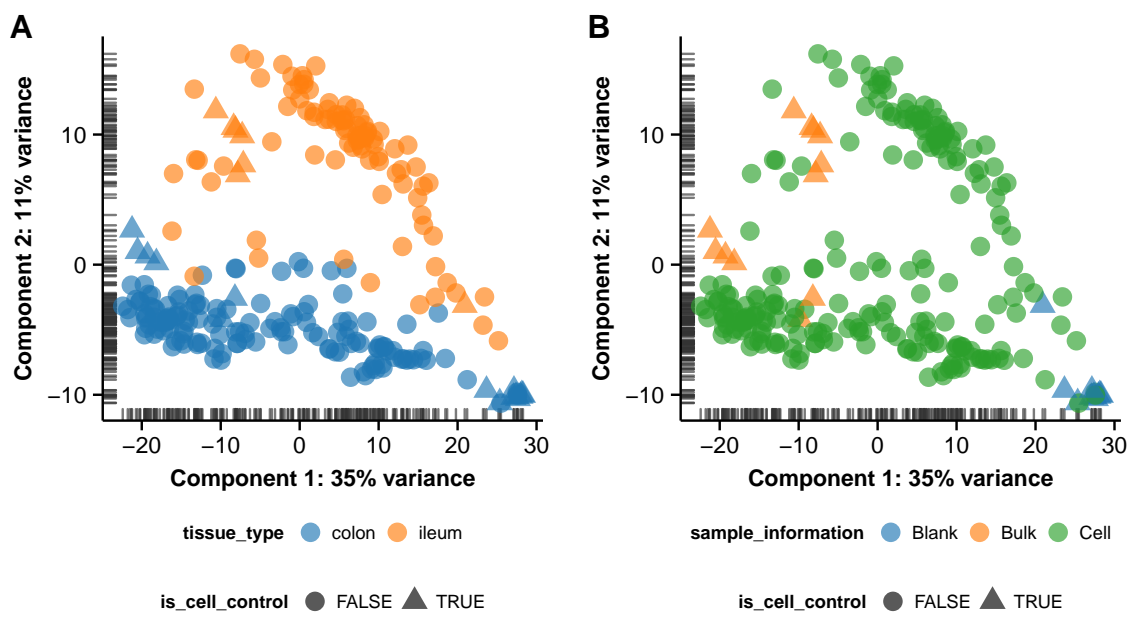 A
B
Component 2: 11% variance
10
0
−10
−20
−10
0
10
20
30
Component 1: 35% variance
tissue_type
colon
ileum
is_cell_control
FALSE
TRUE
Component 2: 11% variance
10
0
−10
−20
−10
0
10
20
30
Component 1: 35% variance
sample_information
Blank
Bulk
Cell
is_cell_control
FALSE
TRUE